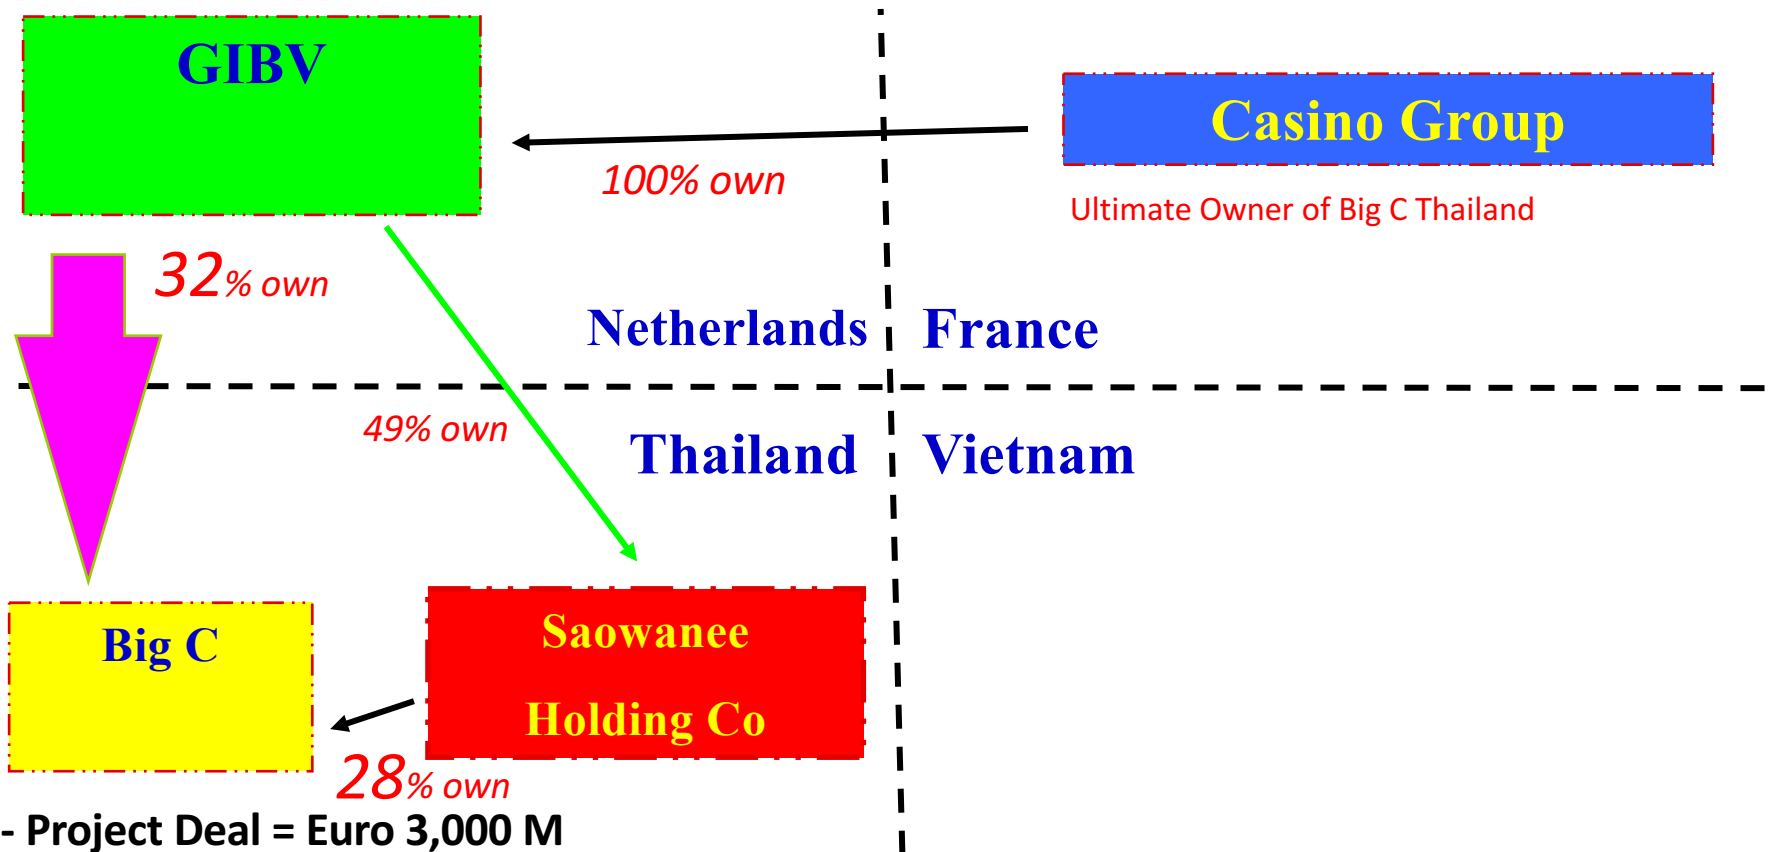 GIBV
Casino Group
100% own
Ultimate Owner of Big C Thailand
32% own
Netherlands
France
49% own
Thailand
Vietnam
Big C
Saowanee
Holding Co
28% own
- Project Deal = Euro 3,000 M